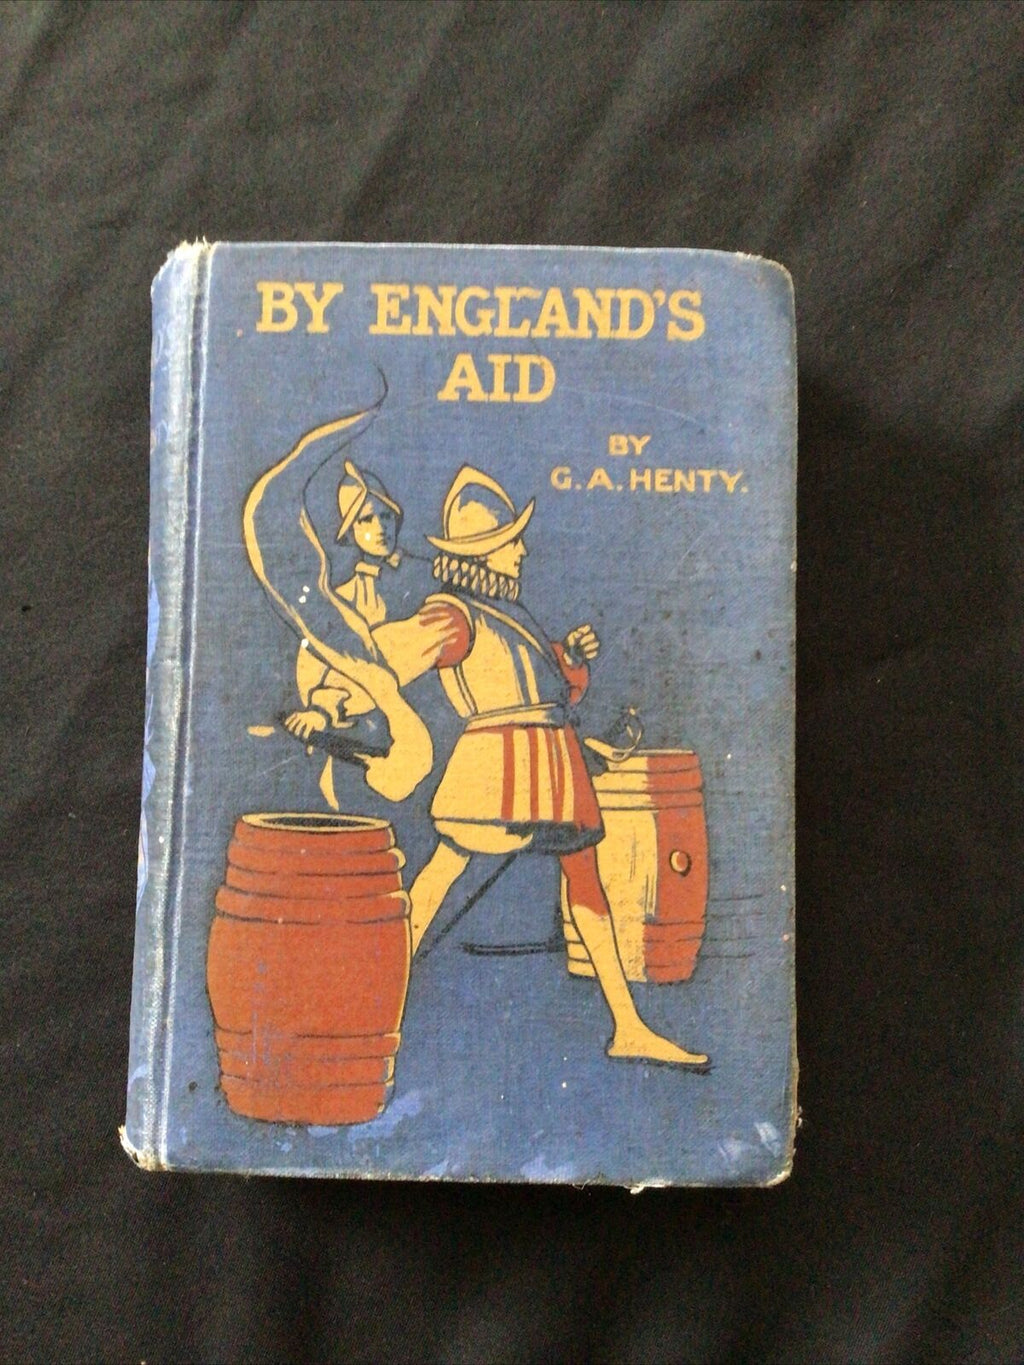 BY ENGLAND'S
AID
BY
G. A. HENTY.